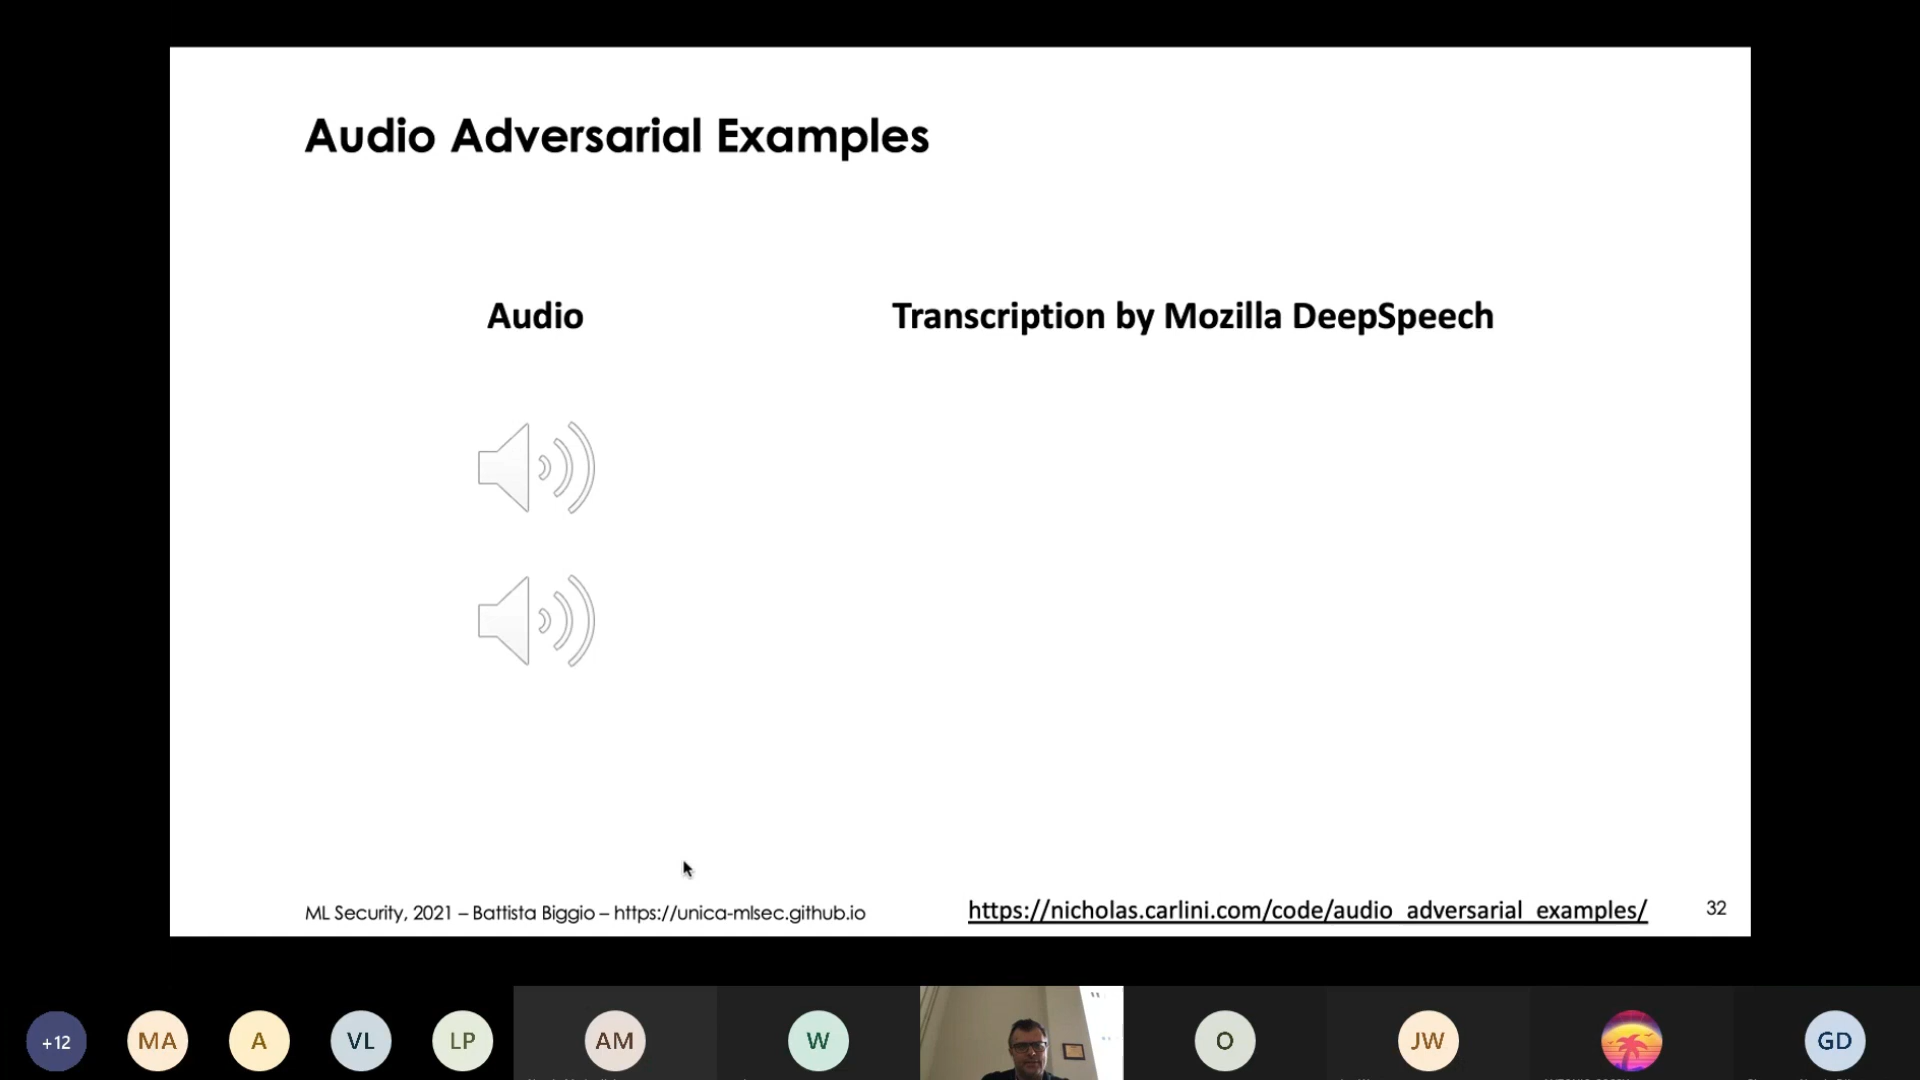 Audio Adversarial Examples
Audio
Transcription by Mozilla DeepSpeech
ML Security, 2021 – Battista Biggio – https://unica-mlsec.github.io
https://nicholas.carlini.com/code/audio_adversarial_examples/
32
+12
MA
A
VL
LP
AM
W
O
JW
GD